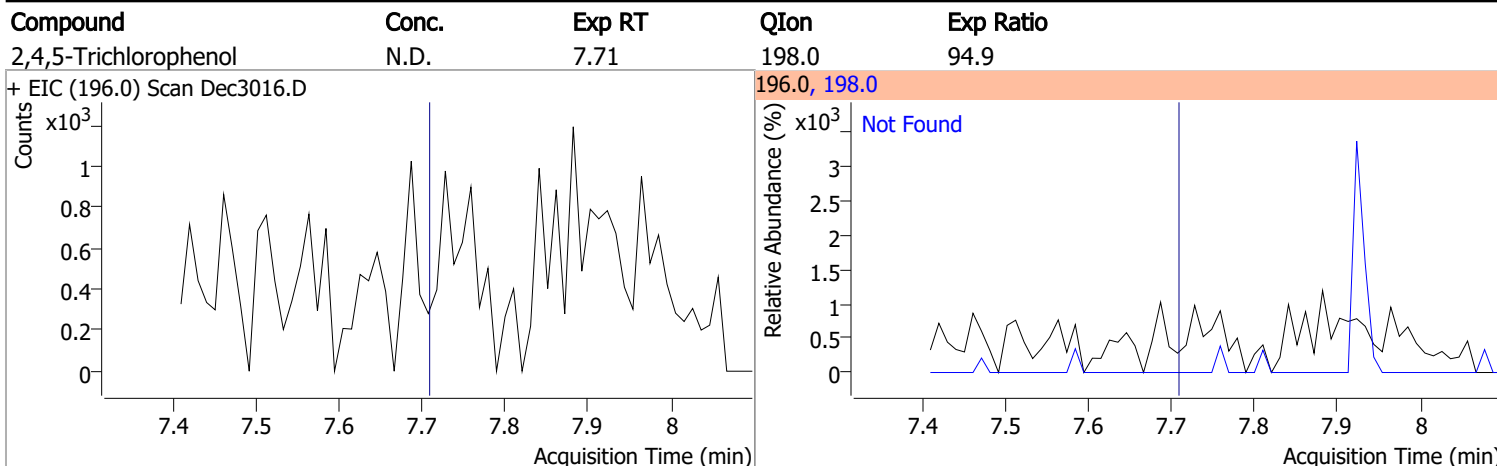 Compound Conc. Exp RT QIon Exp Ratio
2,4,5-Trichlorophenol N.D. 7.71 198.0 94.9
+ EIC (196.0) Scan Dec3016.D
Counts
x10³
1
0.8
0.6
0.4
0.2
0
7.4 7.5 7.6 7.7 7.8 7.9 8
Acquisition Time (min)
196.0, 198.0
Relative Abundance (%)
x10³
Not Found
3
2.5
2
1.5
1
0.5
0
7.4 7.5 7.6 7.7 7.8 7.9 8
Acquisition Time (min)